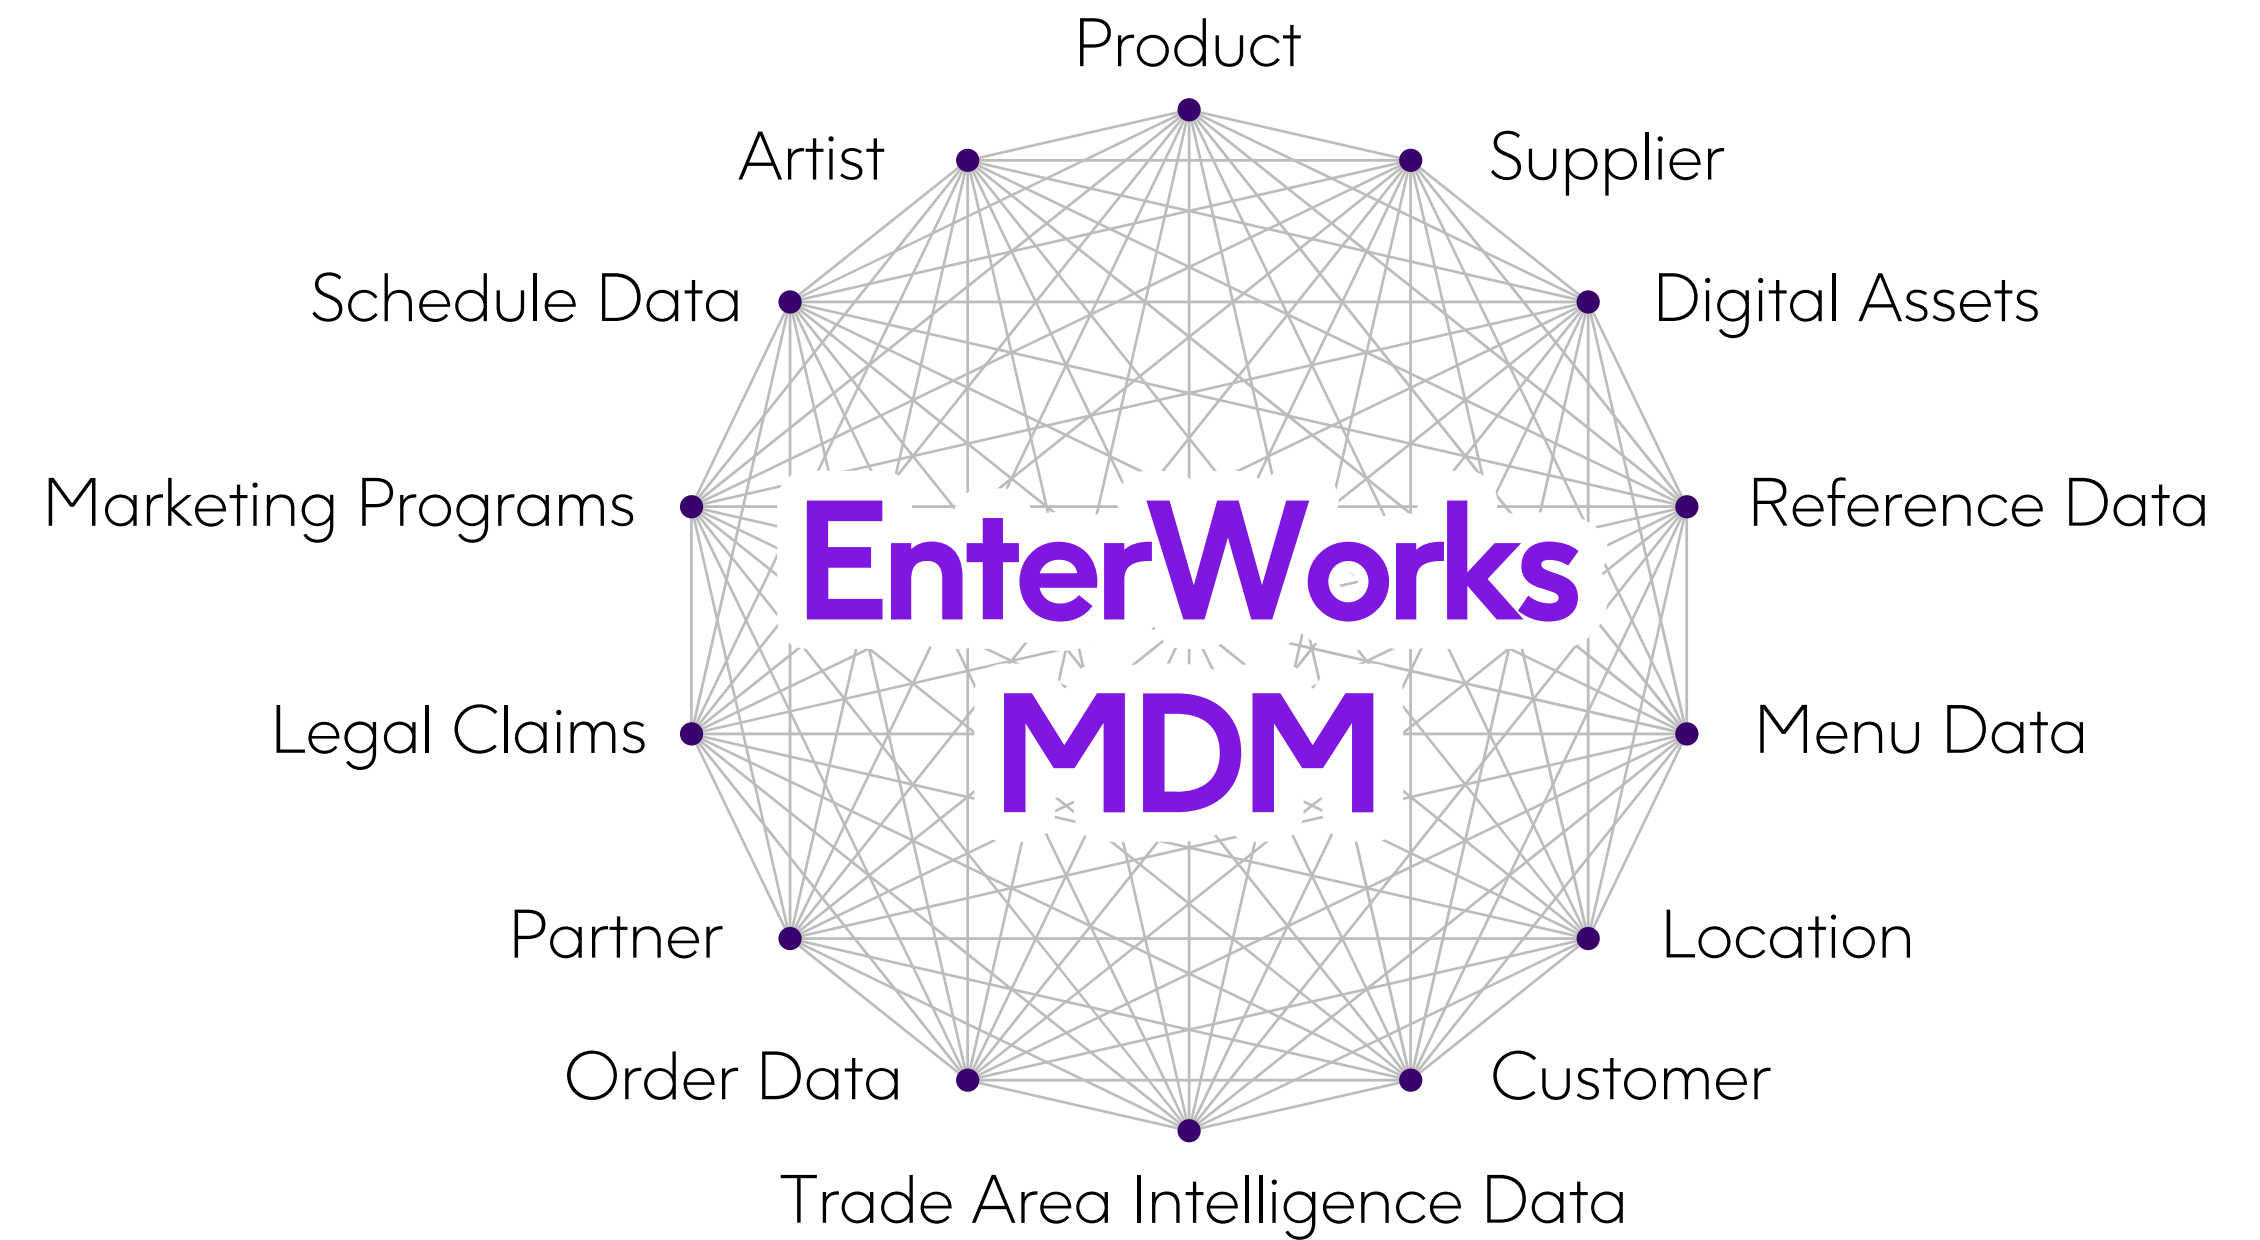 Product
Artist
Supplier
Schedule Data
Digital Assets
Marketing Programs
Reference Data
EnterWorks
MDM
Legal Claims
Menu Data
Partner
Location
Order Data
Customer
Trade Area Intelligence Data